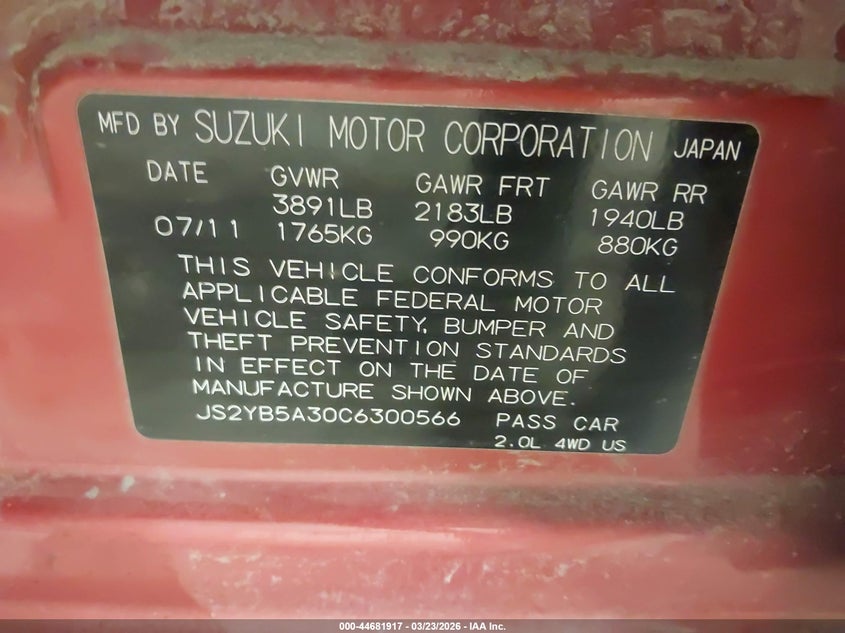 MFD BY SUZUKI MOTOR CORPORATION JAPAN
DATE GVWR GAWR FRT GAWR RR
3891LB 2183LB 1940LB
07/11 1765KG 990KG 880KG
THIS VEHICLE CONFORMS TO ALL
APPLICABLE FEDERAL MOTOR
VEHICLE SAFETY, BUMPER AND
THEFT PREVENTION STANDARDS
IN EFFECT ON THE DATE OF
MANUFACTURE SHOWN ABOVE.
JS2YB5A30C6300566 PASS CAR
2.0L 4WD US
000-44681917 - 03/23/2026 - IAA Inc.